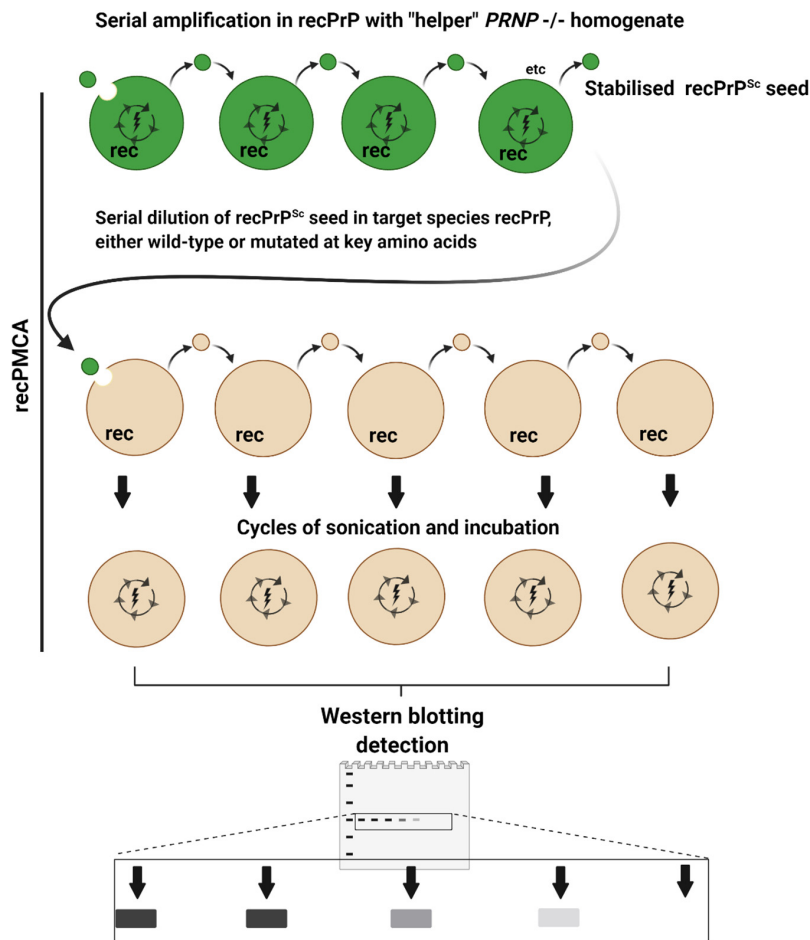 Serial amplification in recPrP with "helper" PRNP -/- homogenate
etc
Stabilised recPrPSc seed
rec
rec
rec
rec
Serial dilution of recPrPSc seed in target species recPrP,
either wild-type or mutated at key amino acids
recPMCA
rec
rec
rec
rec
rec
Cycles of sonication and incubation
Western blotting
detection